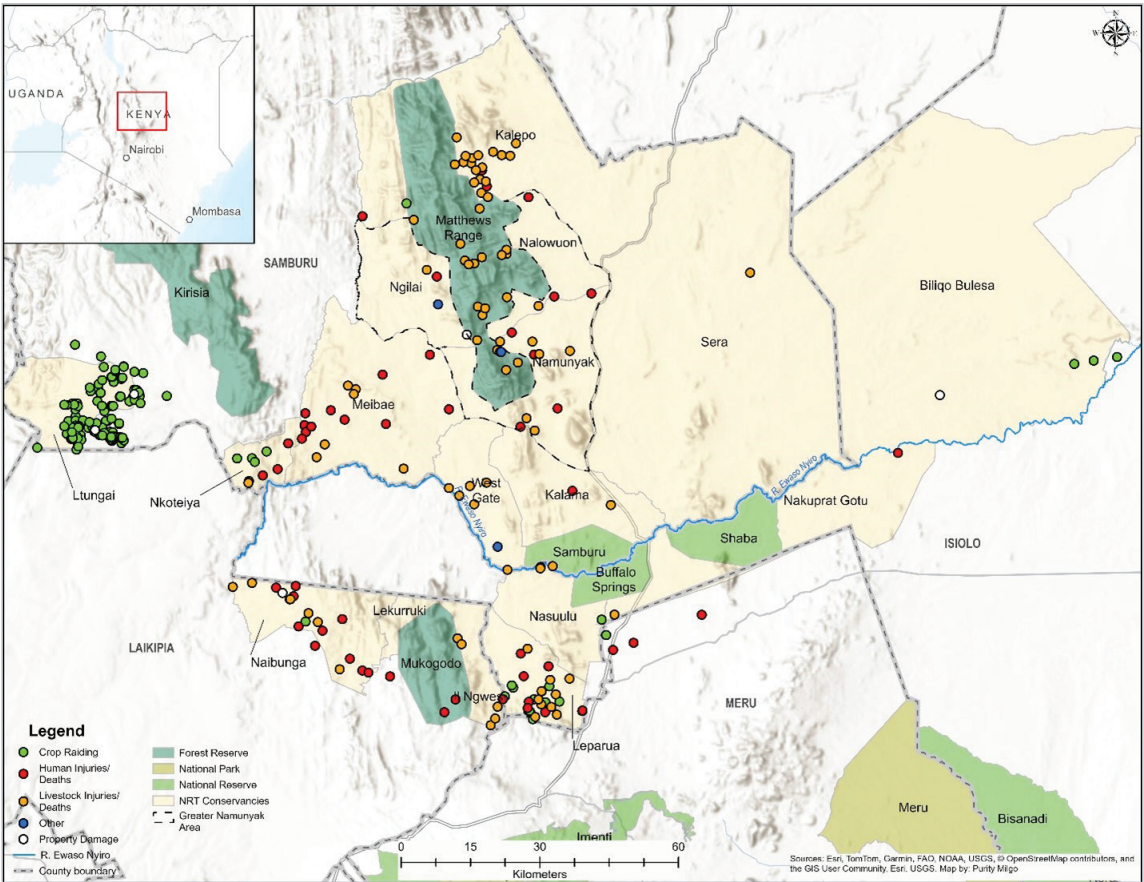 UGANDA
KENYA
Nairobi
Mombasa
N
W
E
S
Kalepo
Matthews
Range
Nalowuon
SAMBURU
Kirisia
Ngilai
Biliqo Bulesa
Sera
Namunyak
Meibae
Ltungai
Nkoteiya
West
Gate
R. Ewaso Nyiro
Kalama
R. Ewaso Nyiro
Nakuprat Gotu
Shaba
ISIOLO
Samburu
Buffalo
Springs
Lekurruki
Nasuulu
LAIKIPIA
Naibunga
Mukogodo
Il Ngwesi
MERU
Leparua
Meru
Bisanadi
Imenti
Legend
Crop Raiding
Human Injuries/
Deaths
Livestock Injuries/
Deaths
Other
Property Damage
R. Ewaso Nyiro
County boundary
Forest Reserve
National Park
National Reserve
NRT Conservancies
Greater Namunyak
Area
0 15 30 60
Kilometers
Sources: Esri, TomTom, Garmin, FAO, NOAA, USGS, © OpenStreetMap contributors, and
the GIS User Community, Esri, USGS. Map by: Purity Milgo